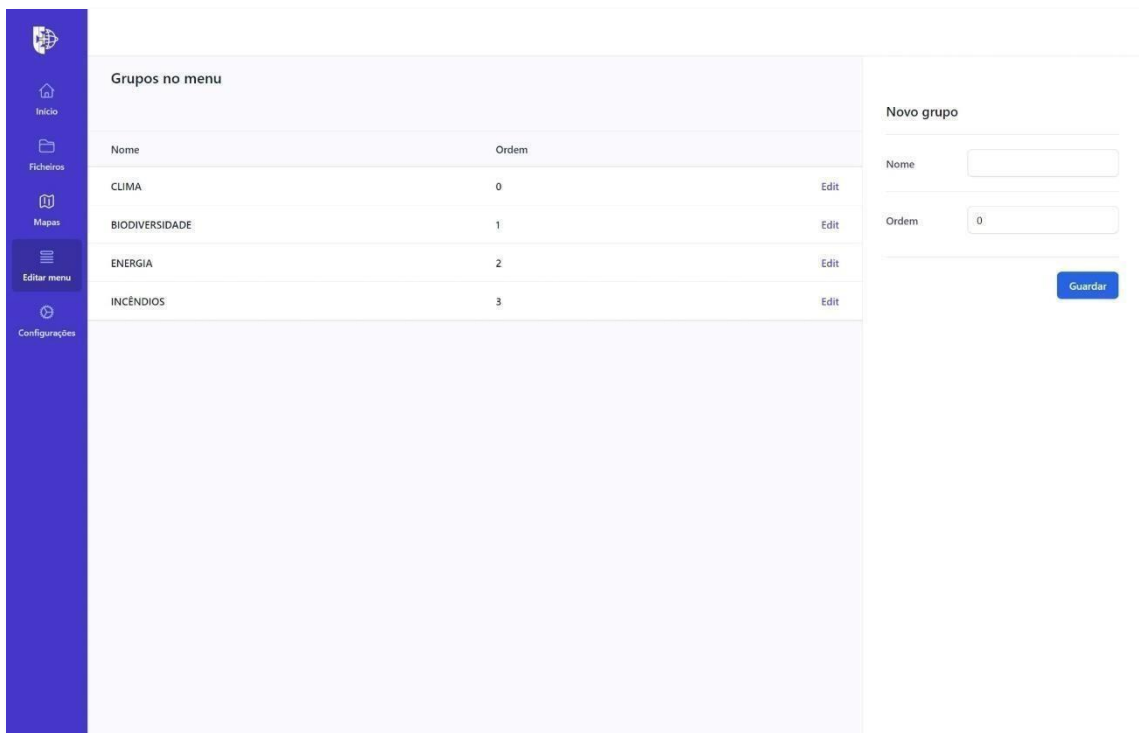 Início
Ficheiros
Mapas
Editar menu
Configurações
Grupos no menu
Nome Ordem
CLIMA 0 Edit
BIODIVERSIDADE 1 Edit
ENERGIA 2 Edit
INCÊNDIOS 3 Edit
Novo grupo
Nome
Ordem 0
Guardar